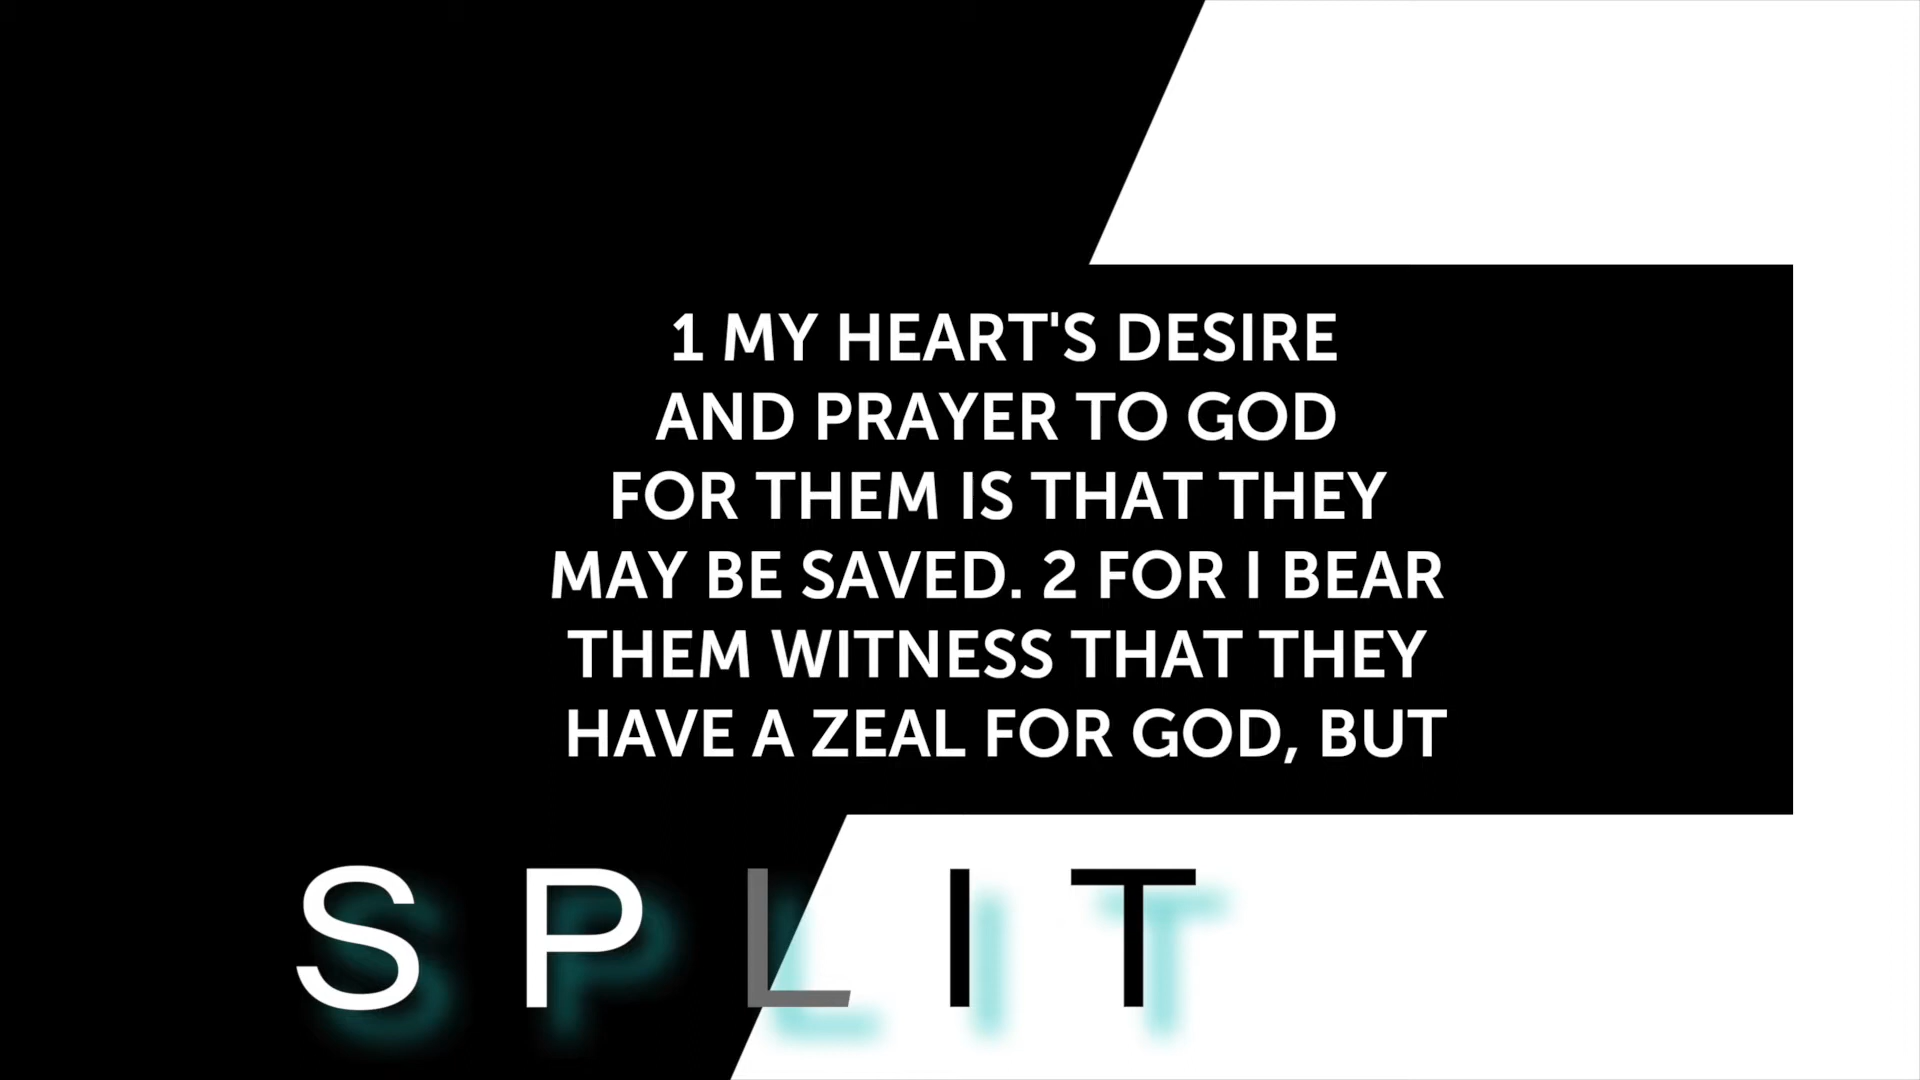 1 MY HEART'S DESIRE
AND PRAYER TO GOD
FOR THEM IS THAT THEY
MAY BE SAVED. 2 FOR I BEAR
THEM WITNESS THAT THEY
HAVE A ZEAL FOR GOD, BUT
SPLIT